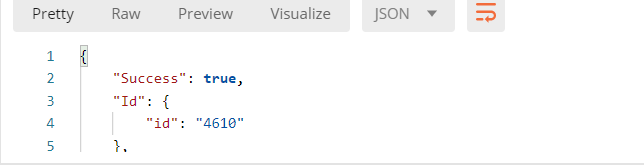 Pretty Raw Preview Visualize JSON
1 {
2 "Success": true,
3 "Id": {
4 "id": "4610"
5 },